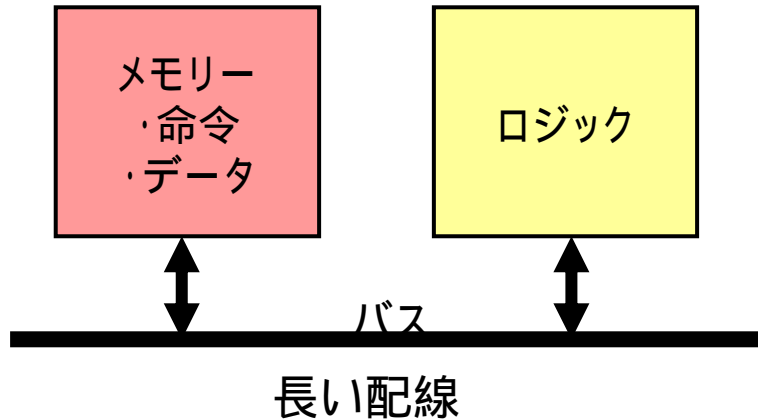 メモリー
・命令
・データ
ロジック
バス
長い配線